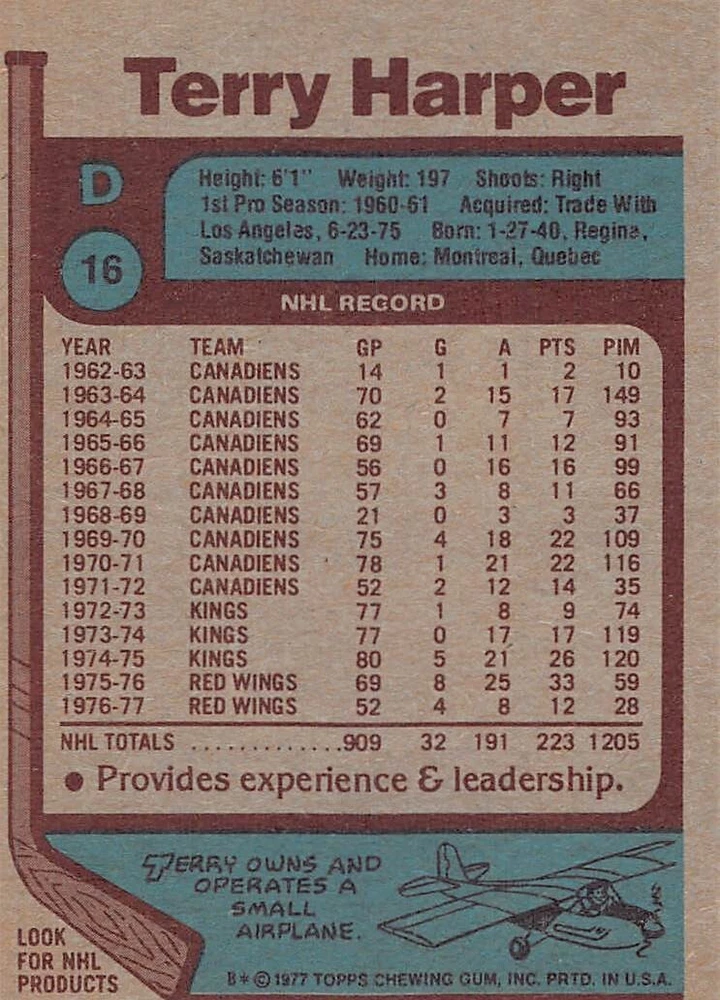 Terry Harper
D
16
Height: 6'1" Weight: 197 Shoots: Right
1st Pro Season: 1960-61 Acquired: Trade With
Los Angeles, 6-23-75 Born: 1-27-40, Regina,
Saskatchewan Home: Montreal, Quebec
NHL RECORD
YEAR TEAM GP G A PTS PIM
1962-63 CANADIENS 14 1 1 2 10
1963-64 CANADIENS 70 2 15 17 149
1964-65 CANADIENS 62 0 7 7 93
1965-66 CANADIENS 69 1 11 12 91
1966-67 CANADIENS 56 0 16 16 99
1967-68 CANADIENS 57 3 8 11 66
1968-69 CANADIENS 21 0 3 3 37
1969-70 CANADIENS 75 4 18 22 109
1970-71 CANADIENS 78 1 21 22 116
1971-72 CANADIENS 52 2 12 14 35
1972-73 KINGS 77 1 8 9 74
1973-74 KINGS 77 0 17 17 119
1974-75 KINGS 80 5 21 26 120
1975-76 RED WINGS 69 8 25 33 59
1976-77 RED WINGS 52 4 8 12 28
NHL TOTALS .............909 32 191 223 1205
• Provides experience & leadership.
TERRY OWNS AND
OPERATES A
SMALL
AIRPLANE.
LOOK
FOR NHL
PRODUCTS
B* © 1977 TOPPS CHEWING GUM, INC. PRTD. IN U.S.A.